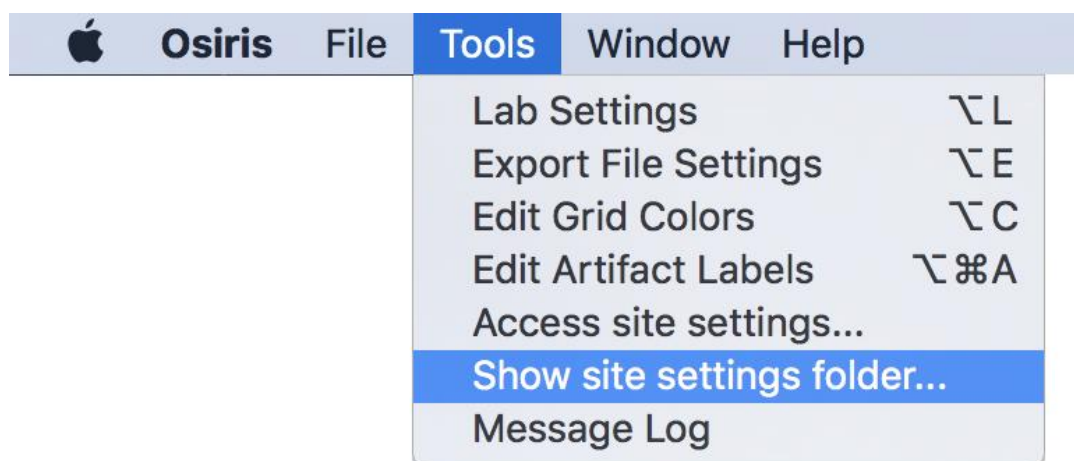 Osiris File Tools Window Help
Lab Settings ⌥L
Export File Settings ⌥E
Edit Grid Colors ⌥C
Edit Artifact Labels ⌥⌘A
Access site settings...
Show site settings folder...
Message Log